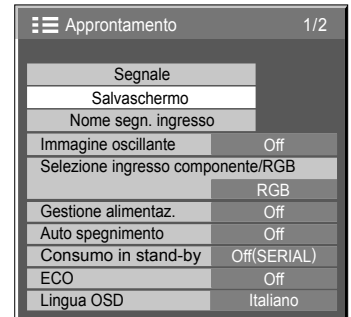 Approntamento 1/2
Segnale
Salvaschermo
Nome segn. ingresso
Immagine oscillante Off
Selezione ingresso componente/RGB
RGB
Gestione alimentaz. Off
Auto spegnimento Off
Consumo in stand-by Off(SERIAL)
ECO Off
Lingua OSD Italiano